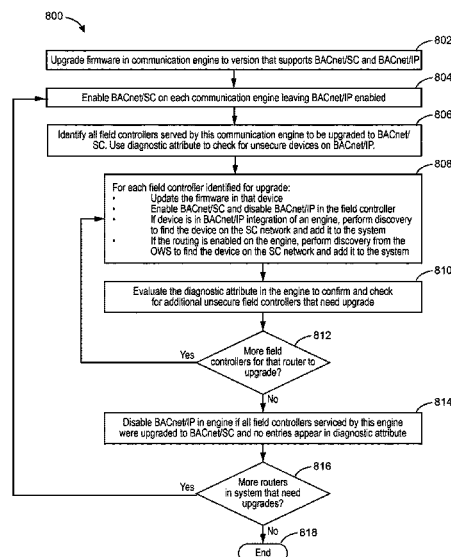 800
802
Upgrade firmware in communication engine to version that supports BACnet/SC and BACnet/IP
804
Enable BACnet/SC on each communication engine leaving BACnet/IP enabled
806
Identify all field controllers served by this communication engine to be upgraded to BACnet/
SC. Use diagnostic attribute to check for unsecure devices on BACnet/IP.
808
For each field controller identified for upgrade:
• Update the firmware in that device
• Enable BACnet/SC and disable BACnet/IP in the field controller
• If device is in BACnet/IP integration of an engine, perform discovery
to find the device on the SC network and add it to the system
• If the routing is enabled on the engine, perform discovery from the
OWS to find the device on the SC network and add it to the system
810
Evaluate the diagnostic attribute in the engine to confirm and check
for additional unsecure field controllers that need upgrade
812
Yes
More field
controllers for that router to
upgrade?
No
814
Disable BACnet/IP in engine if all field controllers serviced by this engine
were upgraded to BACnet/SC and no entries appear in diagnostic attribute
816
Yes
More routers
in system that need
upgrades?
No
818
End